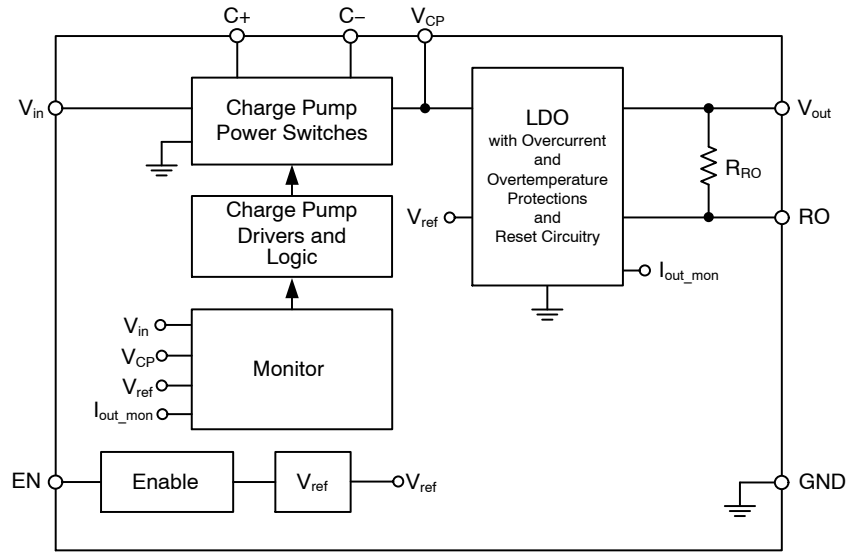 C+
C−
VCP
Vin
Charge Pump
Power Switches
LDO
with Overcurrent
and
Overtemperature
Protections
and
Reset Circuitry
Vout
RRO
Vref
RO
Charge Pump
Drivers and
Logic
Iout_mon
Vin
VCP
Vref
Iout_mon
Monitor
EN
Enable
Vref
Vref
GND